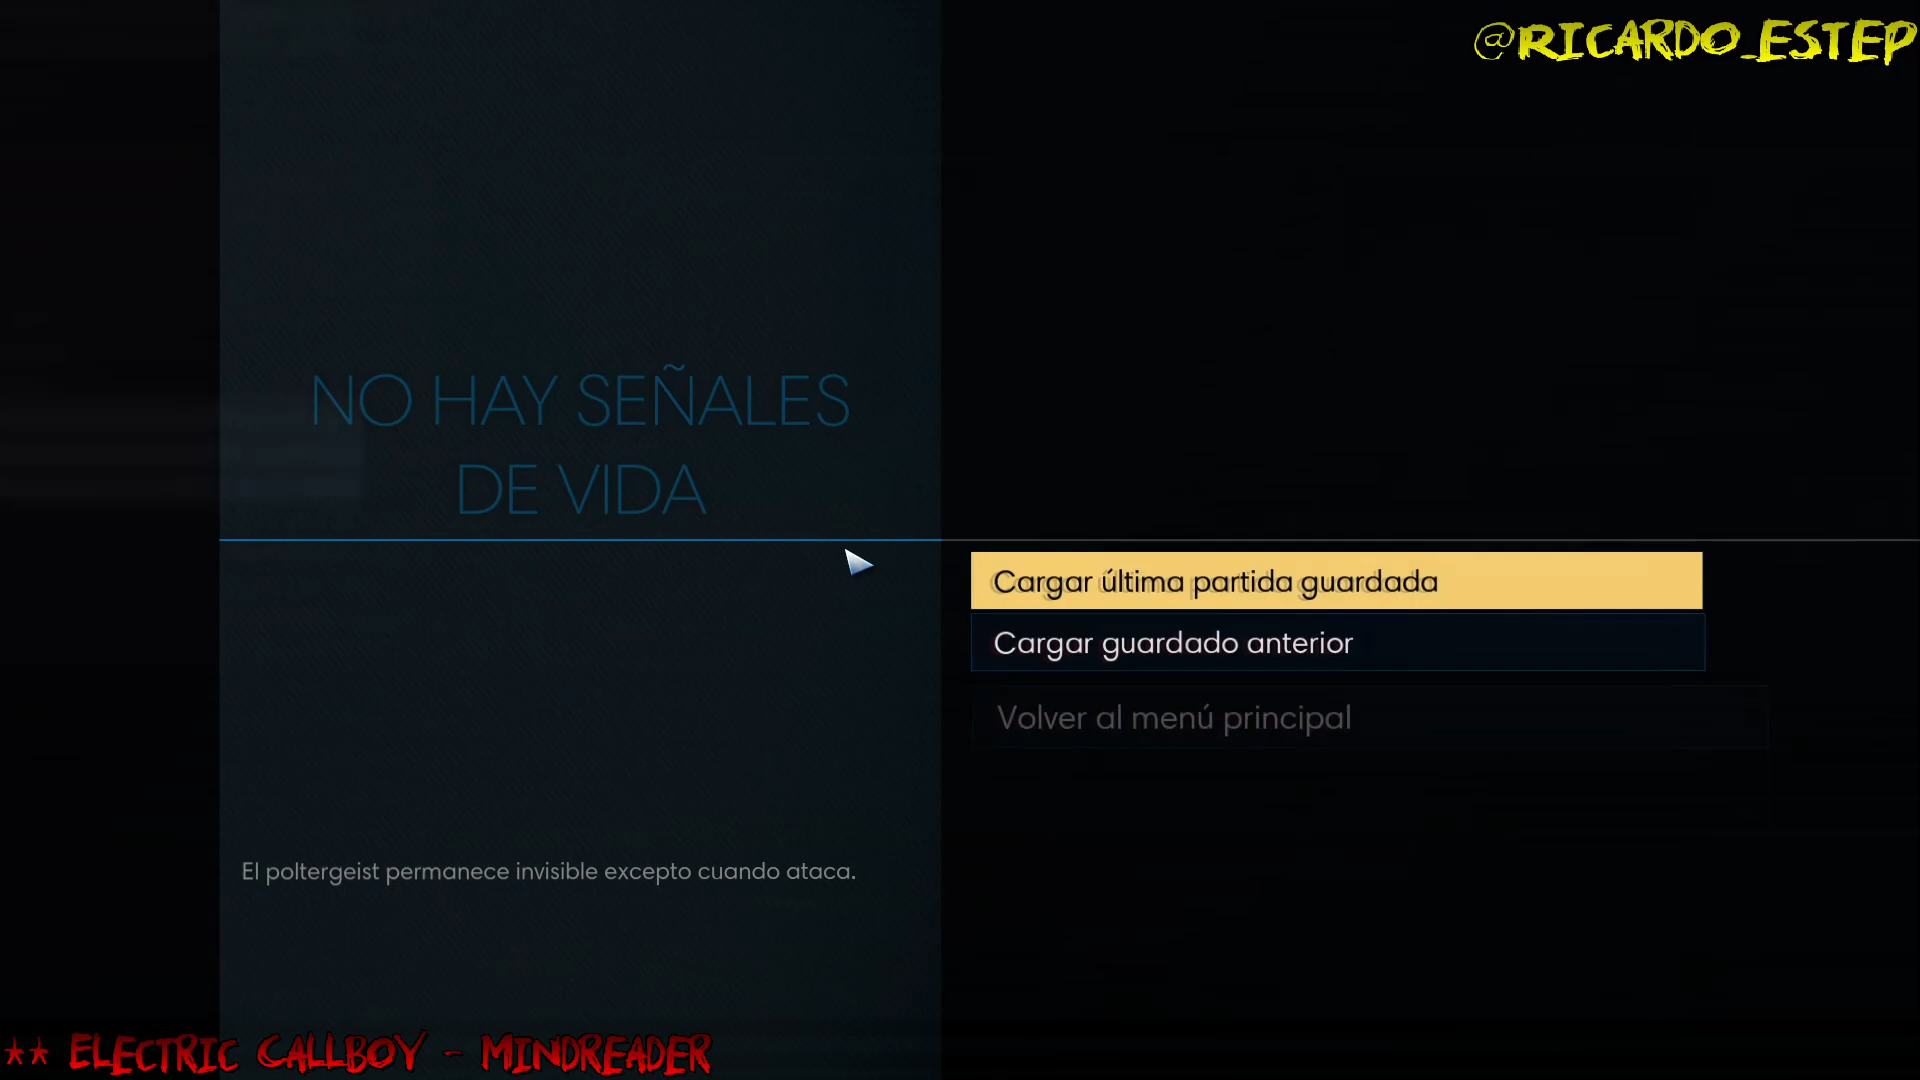 @RICARDO_ESTEP
NO HAY SEÑALES
DE VIDA
Cargar última partida guardada
Cargar guardado anterior
Volver al menú principal
El poltergeist permanece invisible excepto cuando ataca.
** ELECTRIC CALLBOY - MINDREADER